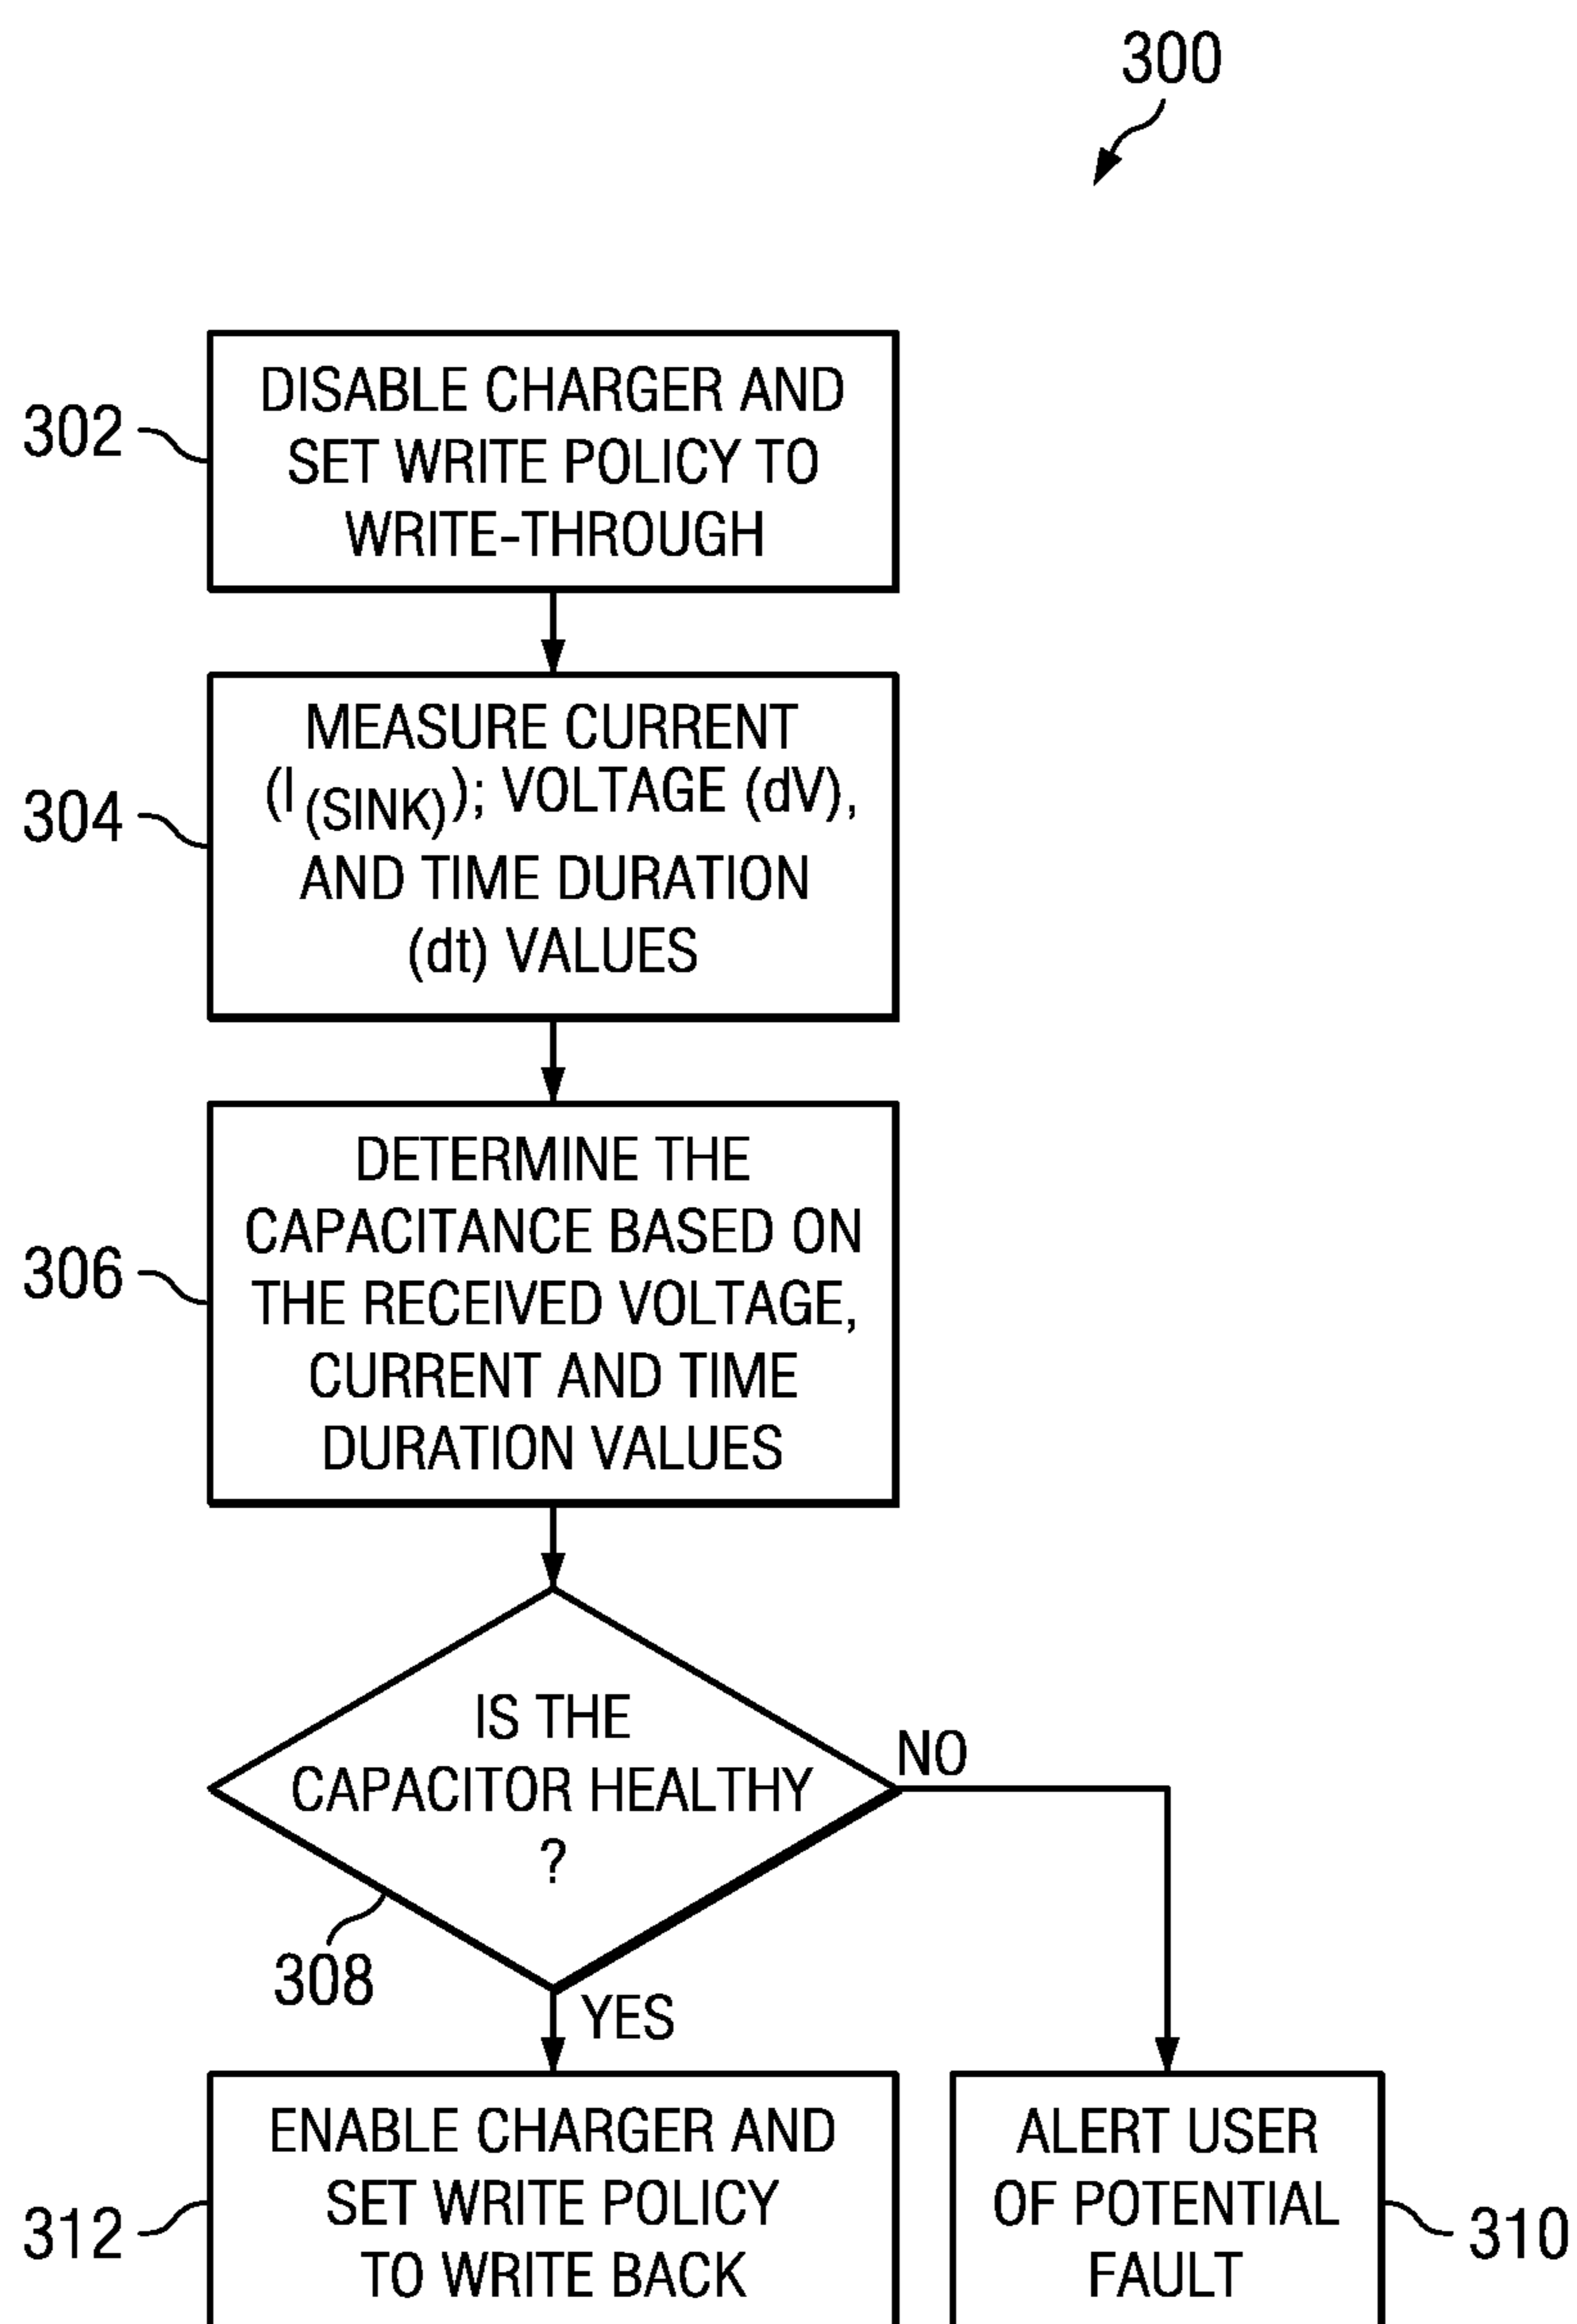 300
302
DISABLE CHARGER AND
SET WRITE POLICY TO
WRITE-THROUGH
304
MEASURE CURRENT
(I (SINK)); VOLTAGE (dV),
AND TIME DURATION
(dt) VALUES
306
DETERMINE THE
CAPACITANCE BASED ON
THE RECEIVED VOLTAGE,
CURRENT AND TIME
DURATION VALUES
IS THE
CAPACITOR HEALTHY
?
NO
308
YES
312
ENABLE CHARGER AND
SET WRITE POLICY
TO WRITE BACK
ALERT USER
OF POTENTIAL
FAULT
310